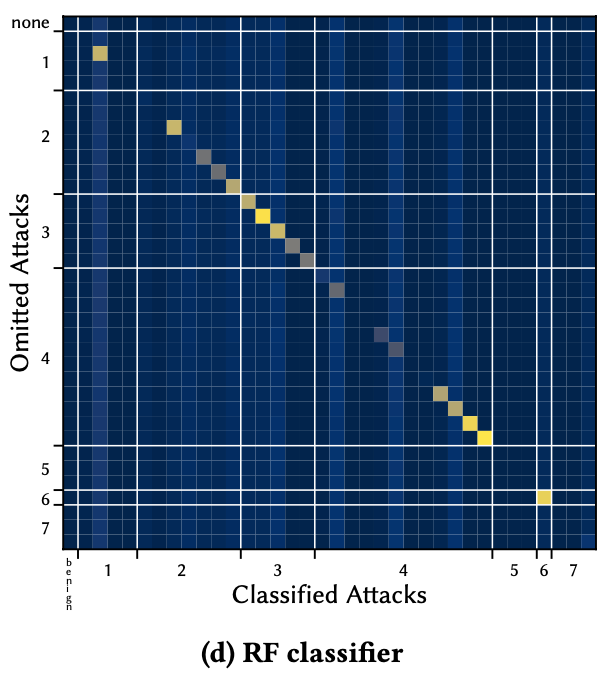 none
1
2
3
4
5
6
7
Omitted Attacks
benign
1 2 3 4 5 6 7
Classified Attacks
(d) RF classifier